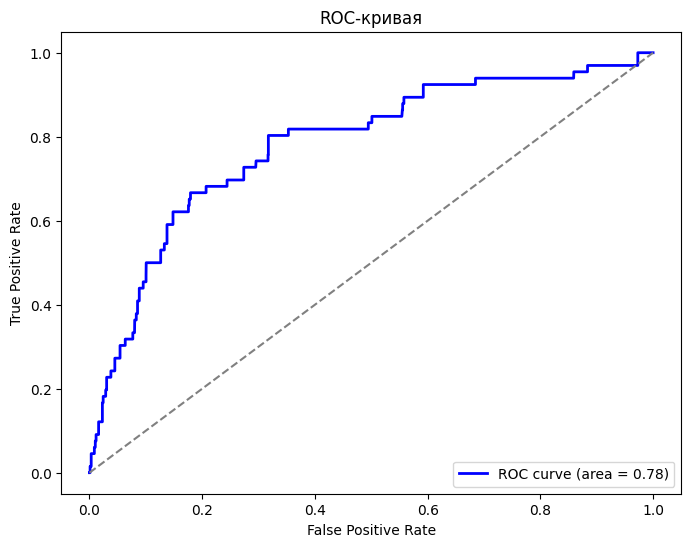 ROC-кривая
True Positive Rate
1.0
0.8
0.6
0.4
0.2
0.0
ROC curve (area = 0.78)
0.0 0.2 0.4 0.6 0.8 1.0
False Positive Rate